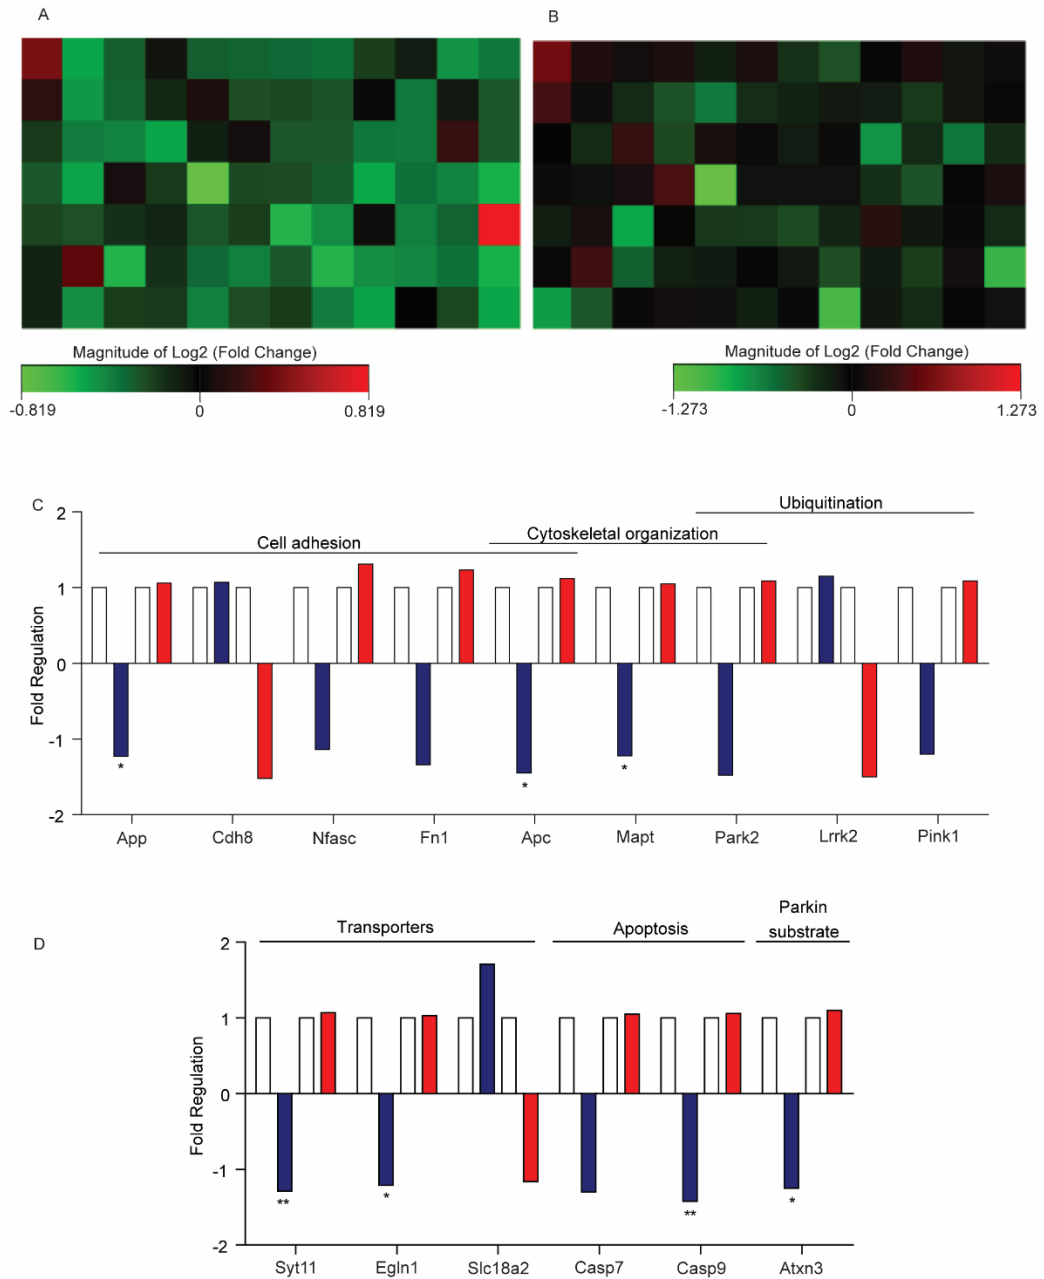 A
B
Magnitude of Log2 (Fold Change)
-0.819 0 0.819
Magnitude of Log2 (Fold Change)
-1.273 0 1.273
C
Ubiquitination
Cytoskeletal organization
Cell adhesion
Fold Regulation
2
1
0
-1
-2
*
*
*
App Cdh8 Nfasc Fn1 Apc Mapt Park2 Lrrk2 Pink1
D
Transporters
Apoptosis
Parkin
substrate
Fold Regulation
2
1
0
-1
-2
**
*
**
*
Syt11 Egln1 Slc18a2 Casp7 Casp9 Atxn3